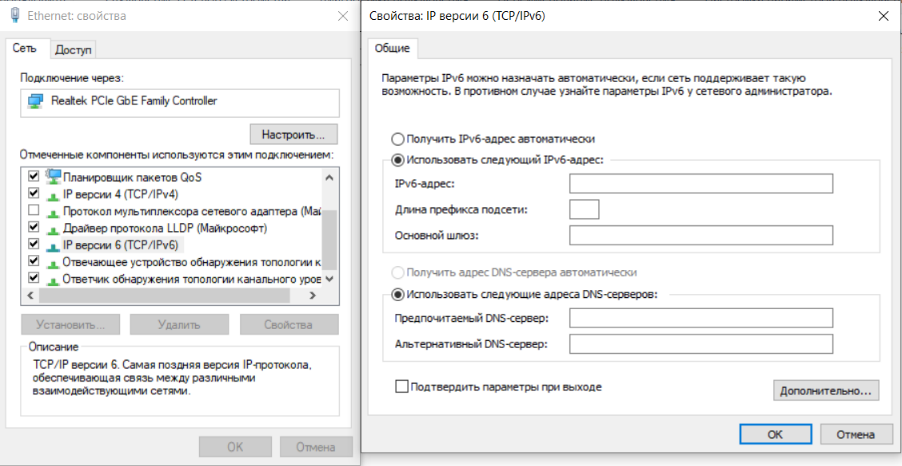 Ethernet: свойства
Сеть
Доступ
Подключение через:
Realtek PCIe GbE Family Controller
Настроить...
Отмеченные компоненты используются этим подключением:
Планировщик пакетов QoS
IP версии 4 (TCP/IPv4)
Протокол мультиплексора сетевого адаптера (Май
Драйвер протокола LLDP (Майкрософт)
IP версии 6 (TCP/IPv6)
Отвечающее устройство обнаружения топологии к
Ответчик обнаружения топологии канального уров
Установить...
Удалить
Свойства
Описание
TCP/IP версии 6. Самая поздняя версия IP-протокола,
обеспечивающая связь между различными
взаимодействующими сетями.
OK
Отмена
Свойства: IP версии 6 (TCP/IPv6)
Общие
Параметры IPv6 можно назначать автоматически, если сеть поддерживает такую
возможность. В противном случае узнайте параметры IPv6 у сетевого администратора.
Получить IPv6-адрес автоматически
Использовать следующий IPv6-адрес:
IPv6-адрес:
Длина префикса подсети:
Основной шлюз:
Получить адрес DNS-сервера автоматически
Использовать следующие адреса DNS-серверов:
Предпочитаемый DNS-сервер:
Альтернативный DNS-сервер:
Подтвердить параметры при выходе
Дополнительно...
OK
Отмена